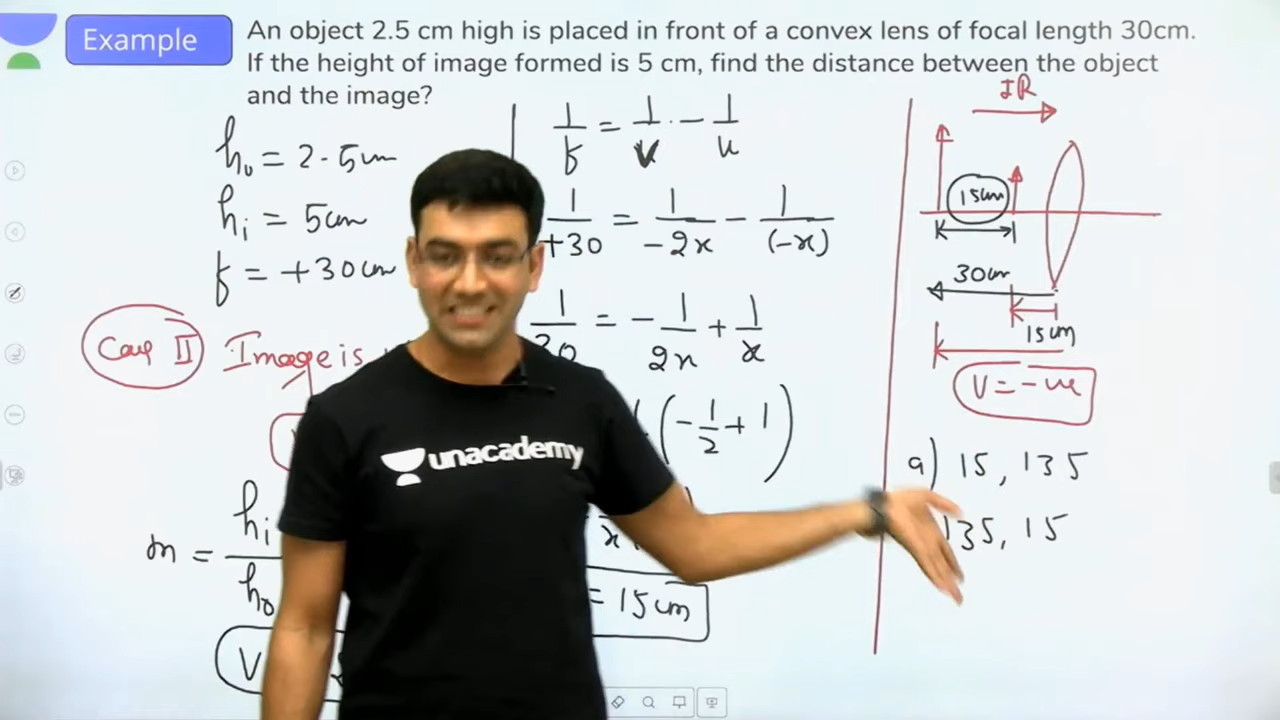 Example
An object 2.5 cm high is placed in front of a convex lens of focal length 30cm.
If the height of image formed is 5 cm, find the distance between the object
and the image?
h₀ = 2.5cm
hᵢ = 5cm
f = +30cm
Case II Image is
m = hᵢ / h₀
V
1/f = 1/v - 1/u
1/+30 = 1/-2x - 1/(-x)
1/30 = -1/2x + 1/x
(-1/2 + 1)
= 15cm
IR
15cm
30cm
15cm
V = -ve
a) 15, 135
135, 15
unacademy